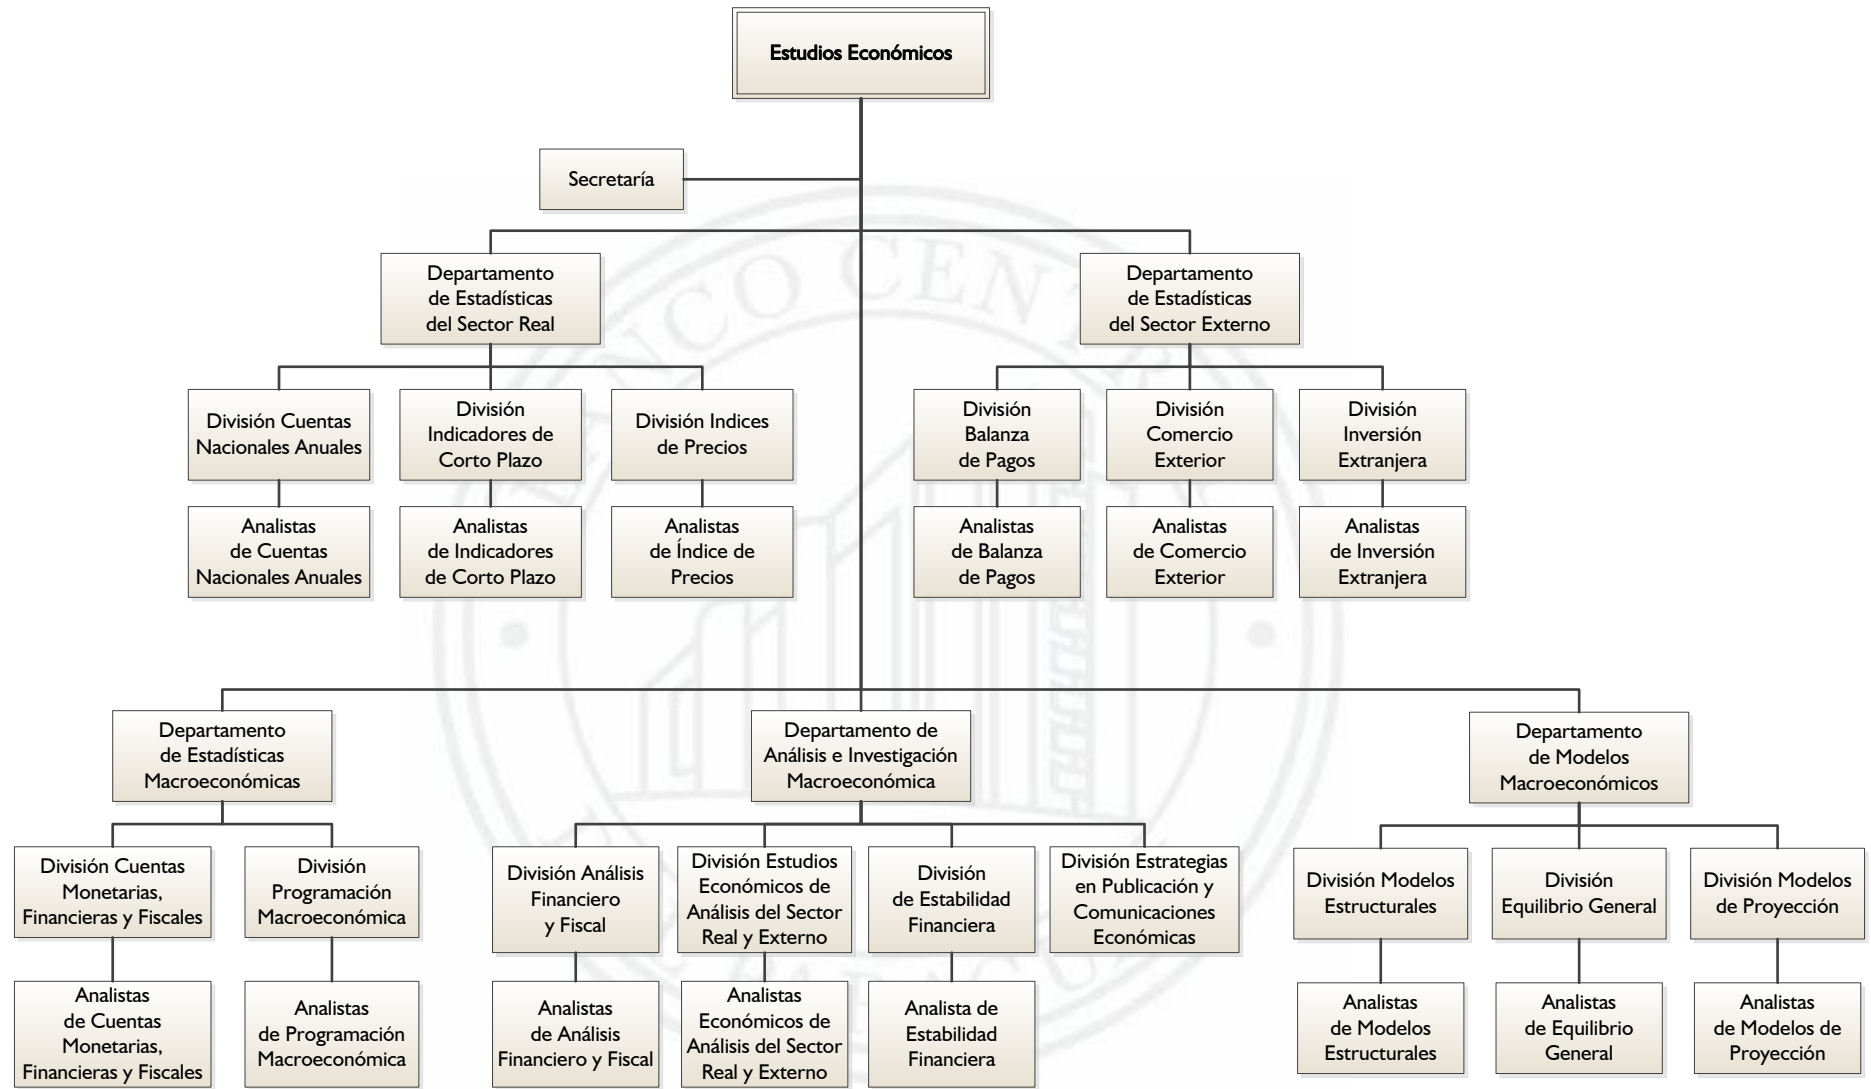 Estudios Económicos
Secretaría
Departamento
de Estadísticas
del Sector Real
Departamento
de Estadísticas
del Sector Externo
División Cuentas
Nacionales Anuales
División
Indicadores de
Corto Plazo
División Indices
de Precios
División
Balanza
de Pagos
División
Comercio
Exterior
División
Inversión
Extranjera
Analistas
de Cuentas
Nacionales Anuales
Analistas
de Indicadores
de Corto Plazo
Analistas
de Índice de
Precios
Analistas
de Balanza
de Pagos
Analistas
de Comercio
Exterior
Analistas
de Inversión
Extranjera
Departamento
de Estadísticas
Macroeconómicas
Departamento de
Análisis e Investigación
Macroeconómica
Departamento
de Modelos
Macroeconómicos
División Cuentas
Monetarias,
Financieras y Fiscales
División
Programación
Macroeconómica
División Análisis
Financiero
y Fiscal
División Estudios
Económicos de
Análisis del Sector
Real y Externo
División
de Estabilidad
Financiera
División Estrategias
en Publicación y
Comunicaciones
Económicas
División Modelos
Estructurales
División
Equilibrio General
División Modelos
de Proyección
Analistas
de Cuentas
Monetarias,
Financieras y Fiscales
Analistas
de Programación
Macroeconómica
Analistas
de Análisis
Financiero y Fiscal
Analistas
Económicos de
Análisis del Sector
Real y Externo
Analista de
Estabilidad
Financiera
Analistas
de Modelos
Estructurales
Analistas
de Equilibrio
General
Analistas
de Modelos de
Proyección
BANCO CENTR